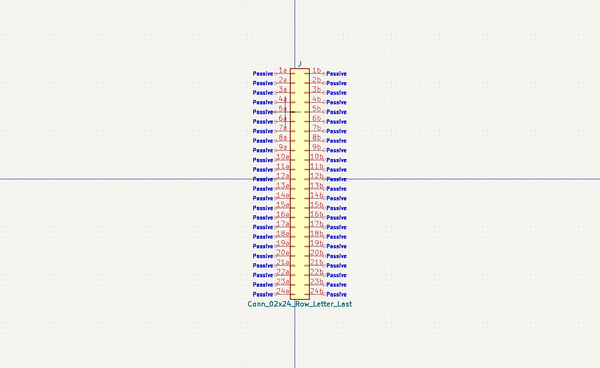 J
Passive 1a 1b Passive
Passive 2a 2b Passive
Passive 3a 3b Passive
Passive 4a 4b Passive
Passive 5a 5b Passive
Passive 6a 6b Passive
Passive 7a 7b Passive
Passive 8a 8b Passive
Passive 9a 9b Passive
Passive 10a 10b Passive
Passive 11a 11b Passive
Passive 12a 12b Passive
Passive 13a 13b Passive
Passive 14a 14b Passive
Passive 15a 15b Passive
Passive 16a 16b Passive
Passive 17a 17b Passive
Passive 18a 18b Passive
Passive 19a 19b Passive
Passive 20a 20b Passive
Passive 21a 21b Passive
Passive 22a 22b Passive
Passive 23a 23b Passive
Passive 24a 24b Passive
Conn_02x24_Row_Letter_Last